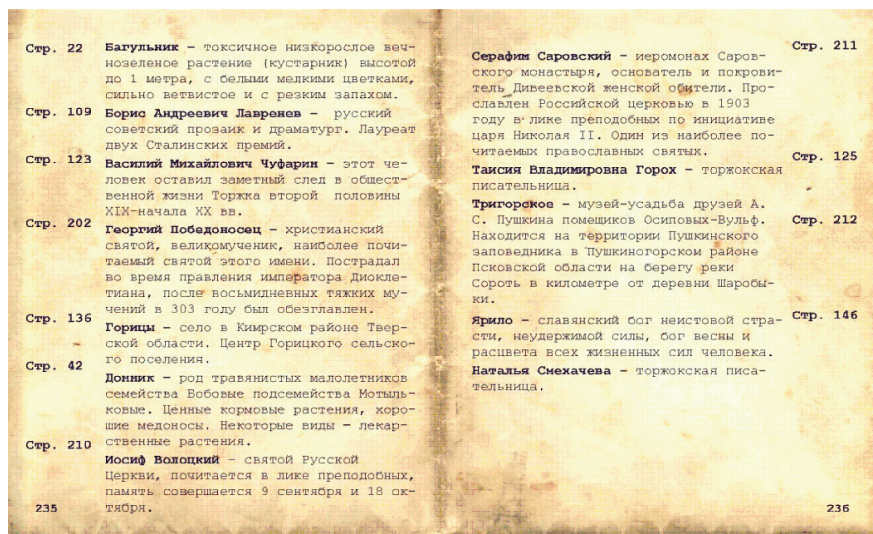 Стр. 22 Багульник – токсичное низкорослое веч-
нозеленое растение (кустарник) высотой
до 1 метра, с белыми мелкими цветками,
сильно ветвистое и с резким запахом.
Стр. 109 Борис Андреевич Лавренев – русский
советский прозаик и драматург. Лауреат
двух Сталинских премий.
Стр. 123 Василий Михайлович Чуфарин – этот че-
ловек оставил заметный след в общест-
венной жизни Торжка второй половины
XIX-начала XX вв.
Стр. 202 Георгий Победоносец – христианский
святой, великомученик, наиболее почи-
таемый святой этого имени. Пострадал
во время правления императора Диокле-
тиана, после восьмидневных тяжких му-
чений в 303 году был обезглавлен.
Стр. 136 Горицы – село в Кимрском районе Твер-
ской области. Центр Горицкого сельско-
го поселения.
Стр. 42 Донник – род травянистых малолетников
семейства Бобовые подсемейства Мотыль-
ковые. Ценные кормовые растения, хоро-
шие медоносы. Некоторые виды – лекар-
ственные растения.
Стр. 210 Иосиф Волоцкий – святой Русской
Церкви, почитается в лике преподобных,
память совершается 9 сентября и 18 ок-
тября.
235
Серафим Саровский – иеромонах Саров- Стр. 211
ского монастыря, основатель и покрови-
тель Дивеевской женской обители. Про-
славлен Российской церковью в 1903
году в лике преподобных по инициативе
царя Николая II. Один из наиболее по-
читаемых православных святых.
Таисия Владимировна Горох – торжокская Стр. 125
писательница.
Тригорское – музей-усадьба друзей А.
С. Пушкина помещиков Осиповых-Вульф. Стр. 212
Находится на территории Пушкинского
заповедника в Пушкиногорском районе
Псковской области на берегу реки
Сороть в километре от деревни Шаробы-
ки.
Ярило – славянский бог неистовой стра- Стр. 146
сти, неудержимой силы, бог весны и
расцвета всех жизненных сил человека.
Наталья Смехачева – торжокская писа-
тельница.
236